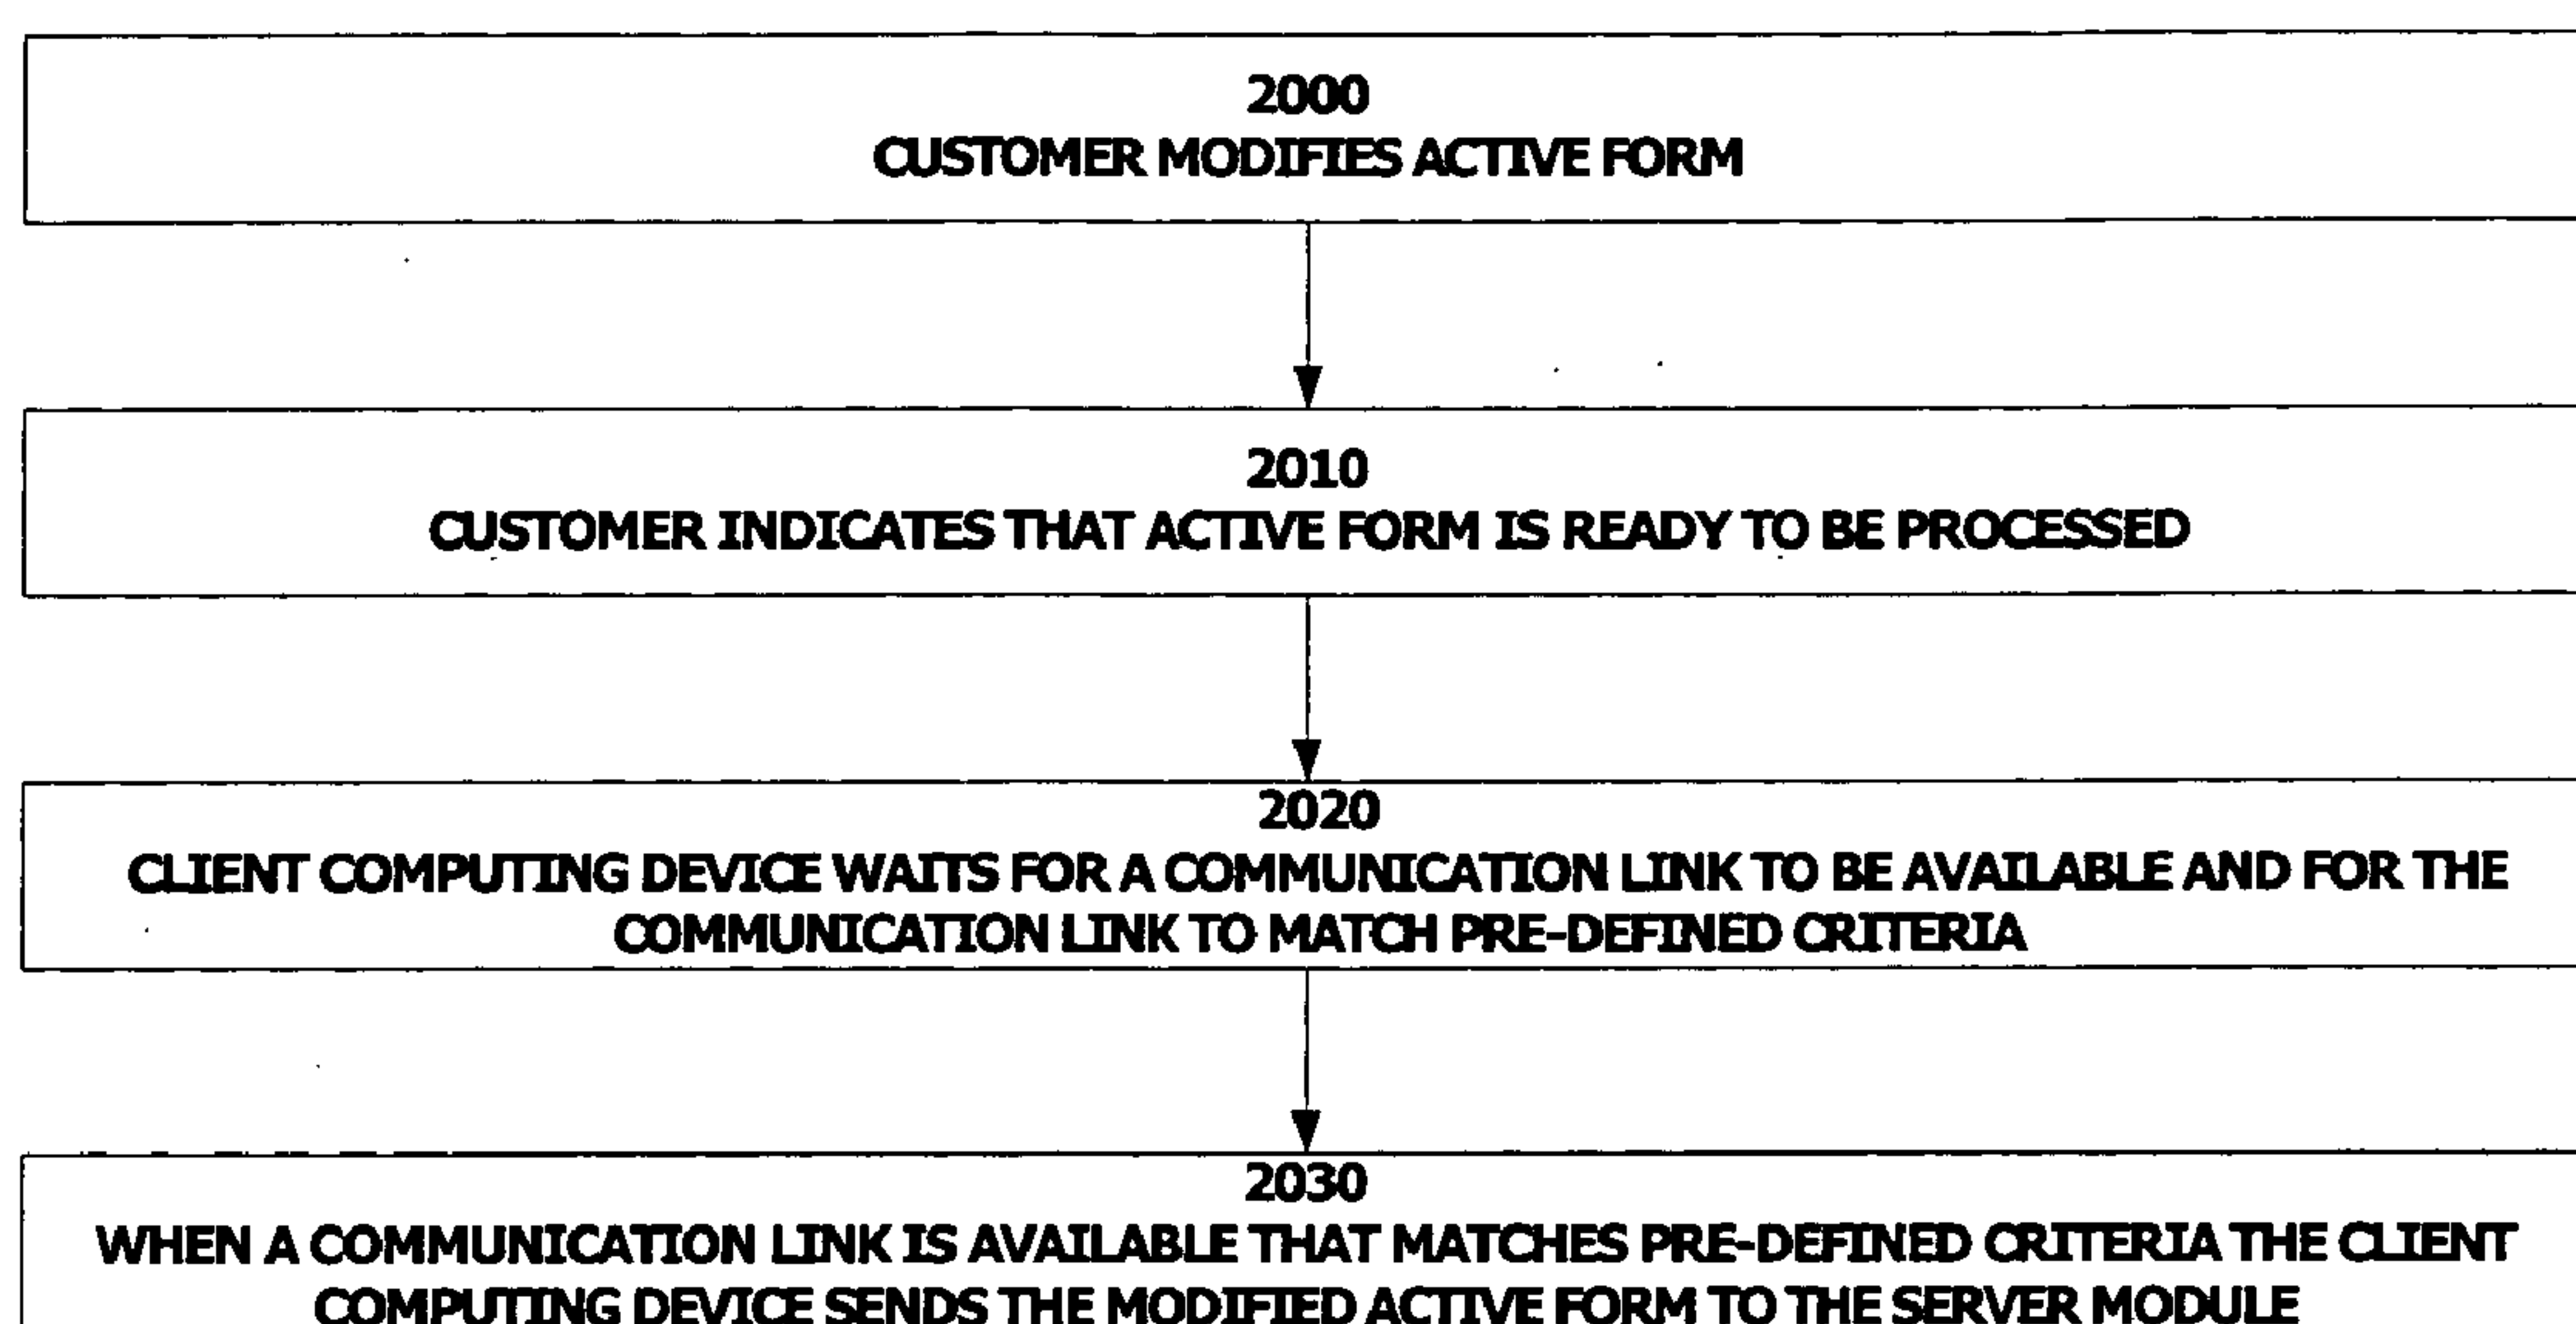 2000
CUSTOMER MODIFIES ACTIVE FORM
2010
CUSTOMER INDICATES THAT ACTIVE FORM IS READY TO BE PROCESSED
2020
CLIENT COMPUTING DEVICE WAITS FOR A COMMUNICATION LINK TO BE AVAILABLE AND FOR THE
COMMUNICATION LINK TO MATCH PRE-DEFINED CRITERIA
2030
WHEN A COMMUNICATION LINK IS AVAILABLE THAT MATCHES PRE-DEFINED CRITERIA THE CLIENT
COMPUTING DEVICE SENDS THE MODIFIED ACTIVE FORM TO THE SERVER MODULE